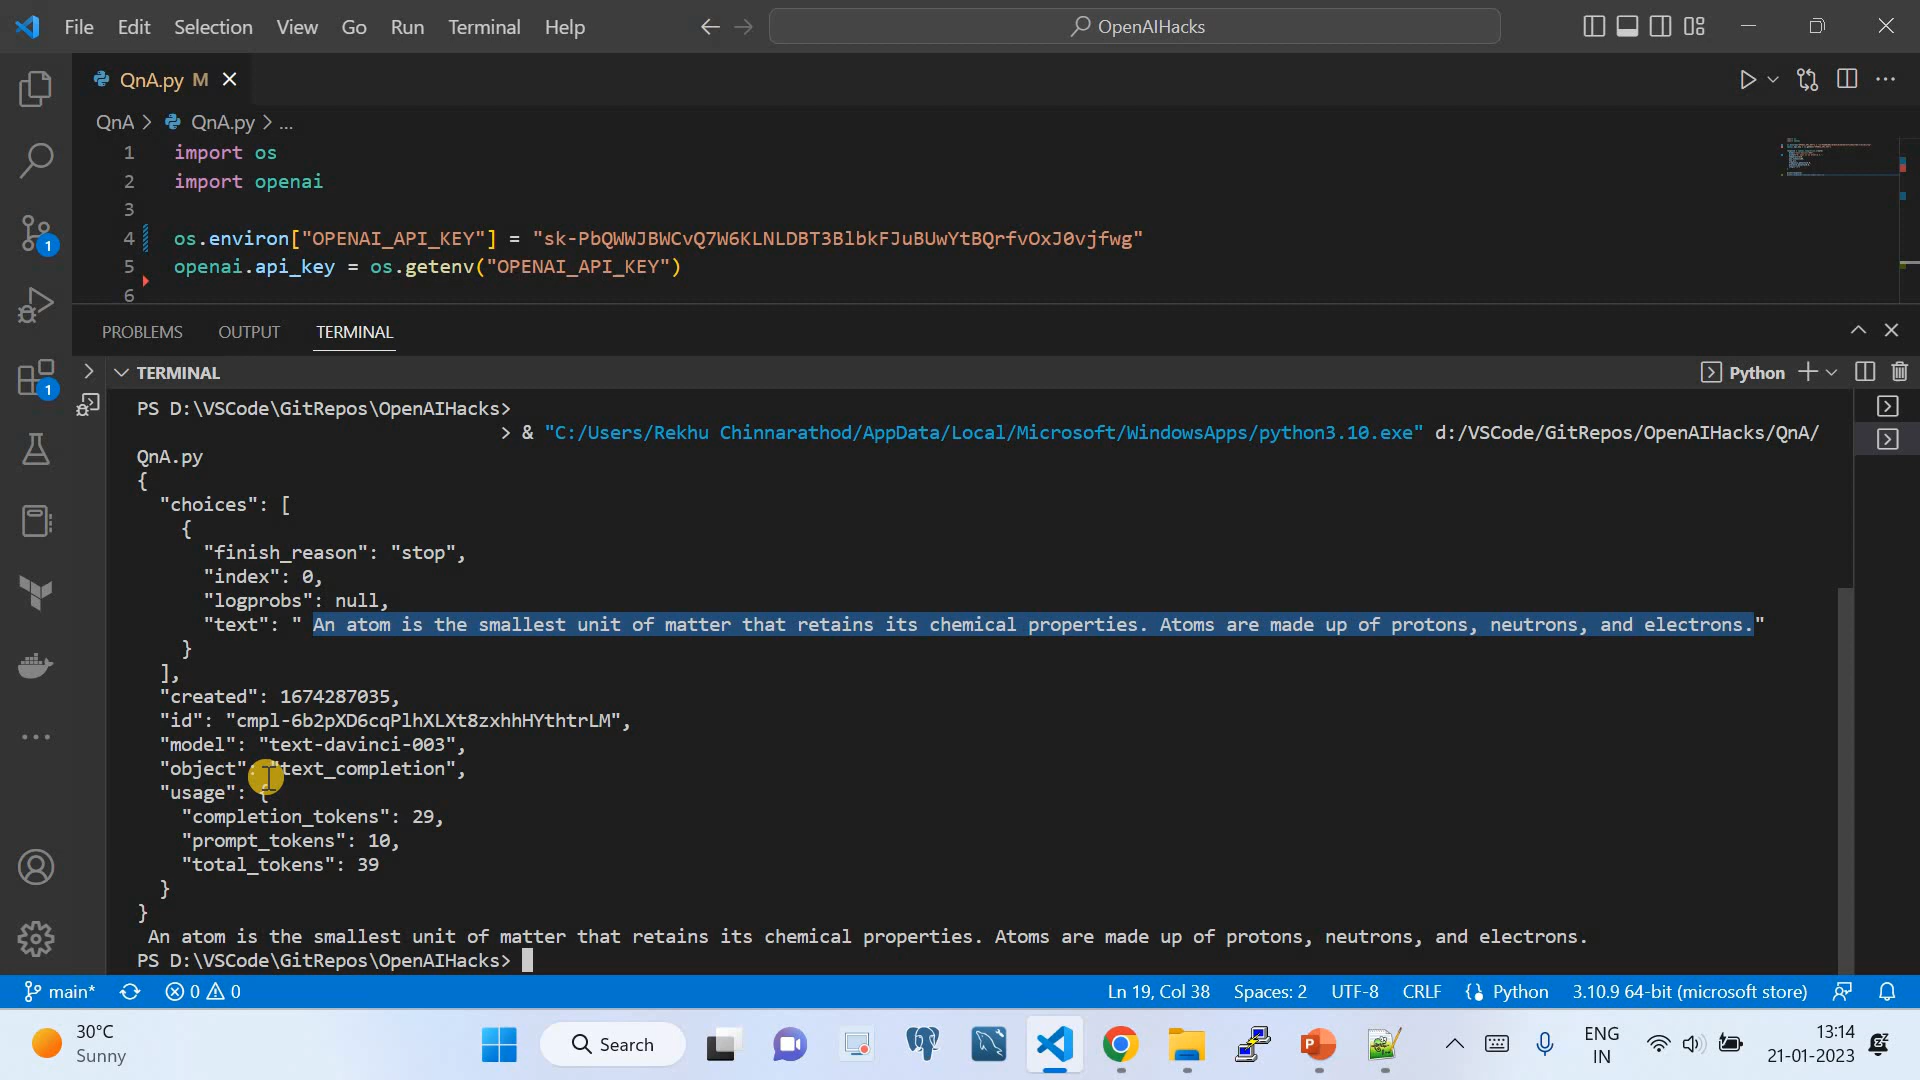 File Edit Selection View Go Run Terminal Help
OpenAIHacks
QnA.py M
QnA > QnA.py > ...
1 import os
2 import openai
3
4 os.environ["OPENAI_API_KEY"] = "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"
5 openai.api_key = os.getenv("OPENAI_API_KEY")
6
PROBLEMS OUTPUT TERMINAL
TERMINAL
Python
PS D:\VSCode\GitRepos\OpenAIHacks>
> & "C:/Users/Rekhu Chinnarathod/AppData/Local/Microsoft/WindowsApps/python3.10.exe" d:/VSCode/GitRepos/OpenAIHacks/QnA/
QnA.py
{
"choices": [
{
"finish_reason": "stop",
"index": 0,
"logprobs": null,
"text": " An atom is the smallest unit of matter that retains its chemical properties. Atoms are made up of protons, neutrons, and electrons."
}
],
"created": 1674287035,
"id": "cmpl-6b2pXD6cqPlhXLXt8zxhhHYthtrLM",
"model": "text-davinci-003",
"object": "text_completion",
"usage": {
"completion_tokens": 29,
"prompt_tokens": 10,
"total_tokens": 39
}
}
An atom is the smallest unit of matter that retains its chemical properties. Atoms are made up of protons, neutrons, and electrons.
PS D:\VSCode\GitRepos\OpenAIHacks>
1
1
main* 0 0 Ln 19, Col 38 Spaces: 2 UTF-8 CRLF Python 3.10.9 64-bit (microsoft store)
30°C
Sunny
Search
ENG
IN
13:14
21-01-2023